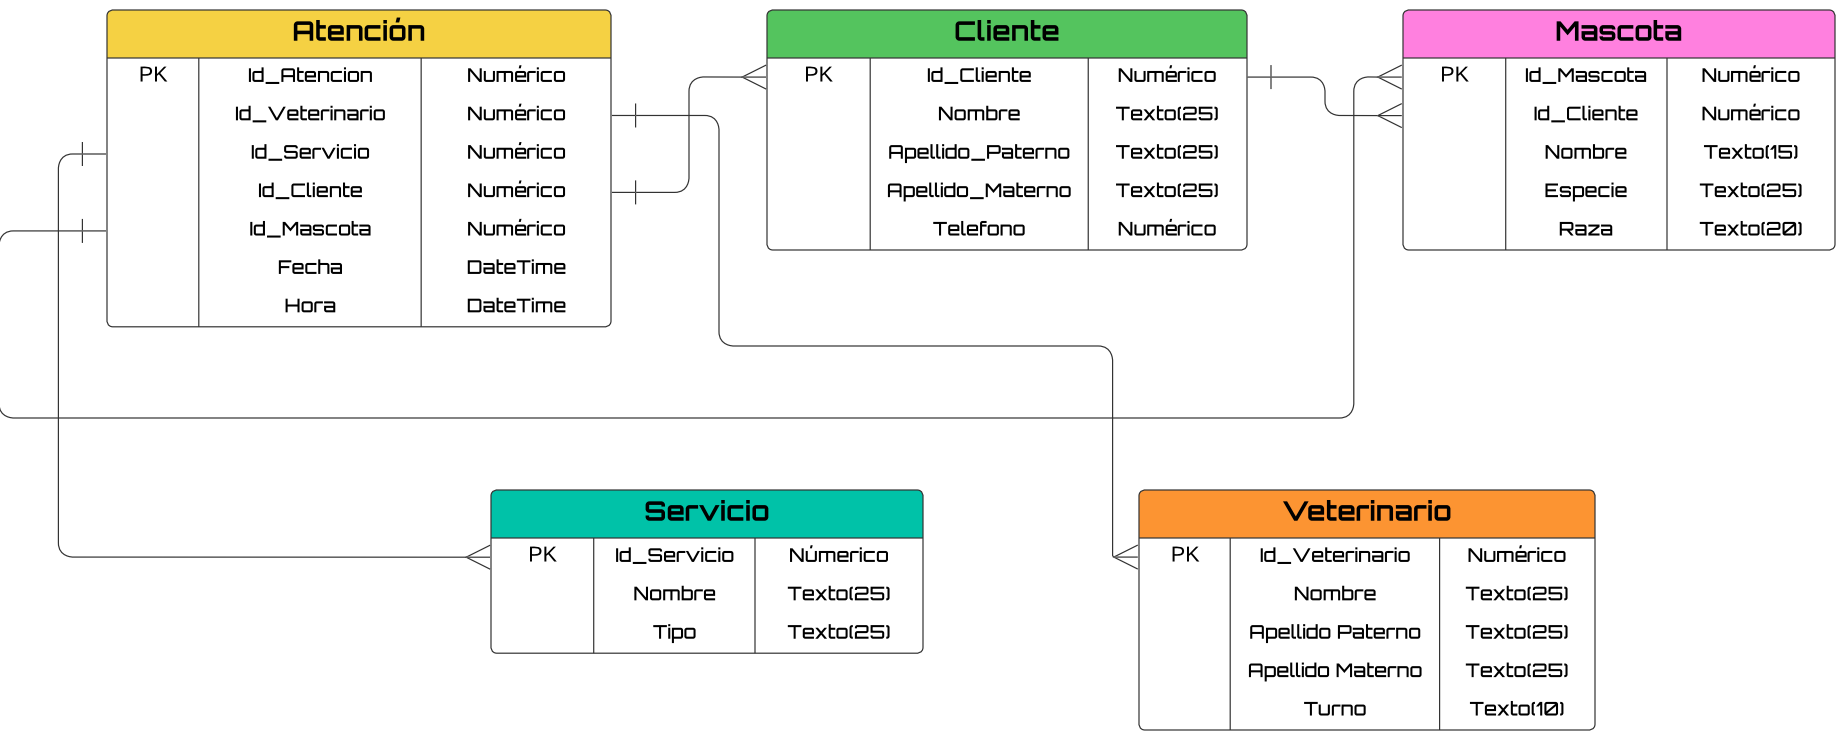 Atención
PK Id_Atencion Numérico
Id_Veterinario Numérico
Id_Servicio Numérico
Id_Cliente Numérico
Id_Mascota Numérico
Fecha DateTime
Hora DateTime
Cliente
PK Id_Cliente Numérico
Nombre Texto(25)
Apellido_Paterno Texto(25)
Apellido_Materno Texto(25)
Telefono Numérico
Mascota
PK Id_Mascota Numérico
Id_Cliente Numérico
Nombre Texto(15)
Especie Texto(25)
Raza Texto(20)
Servicio
PK Id_Servicio Númerico
Nombre Texto(25)
Tipo Texto(25)
Veterinario
PK Id_Veterinario Numérico
Nombre Texto(25)
Apellido Paterno Texto(25)
Apellido Materno Texto(25)
Turno Texto(10)